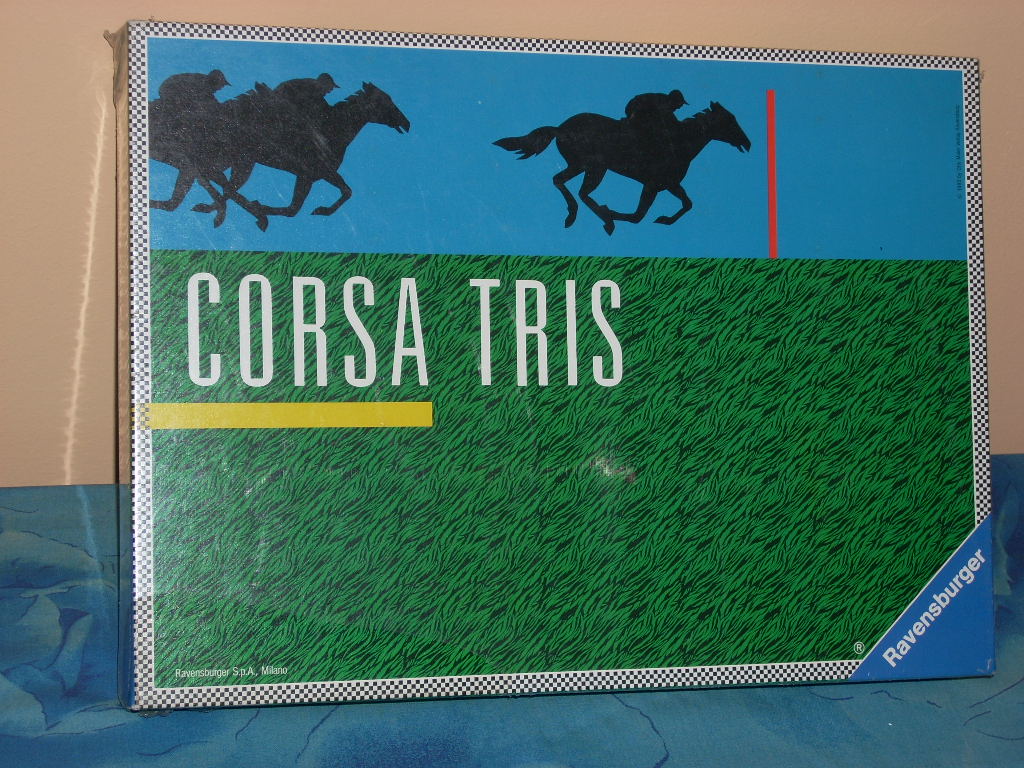 CORSA TRIS
Ravensburger S.p.A., Milano
®
Ravensburger